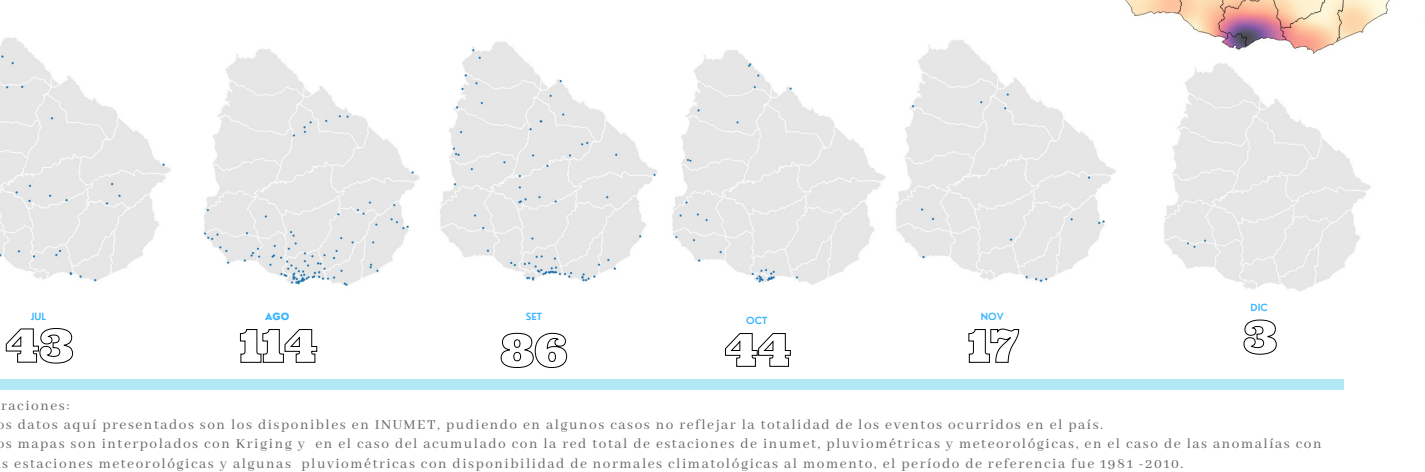 JUL
43
AGO
114
SET
86
OCT
44
NOV
17
DIC
3
raciones:
os datos aquí presentados son los disponibles en INUMET, pudiendo en algunos casos no reflejar la totalidad de los eventos ocurridos en el país.
os mapas son interpolados con Kriging y en el caso del acumulado con la red total de estaciones de inumet, pluviométricas y meteorológicas, en el caso de las anomalías con
s estaciones meteorológicas y algunas pluviométricas con disponibilidad de normales climatológicas al momento, el período de referencia fue 1981 -2010.